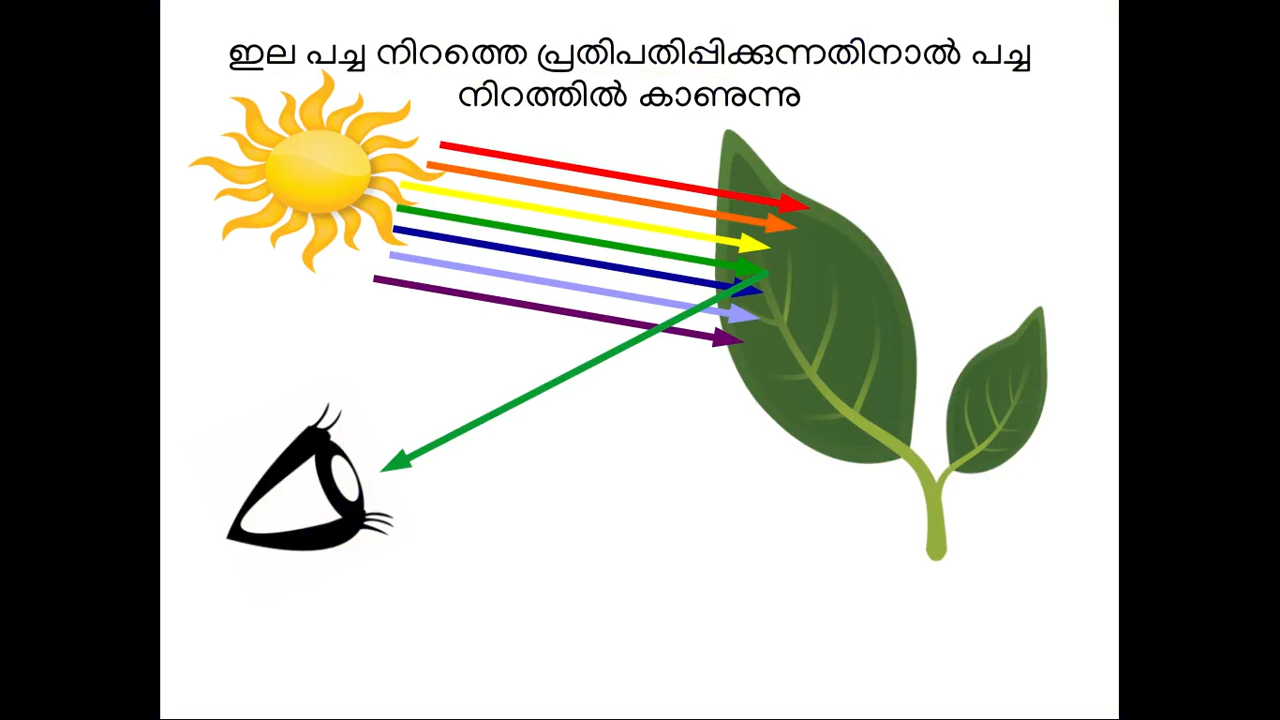 ഇല പച്ച നിറത്തെ പ്രതിപതിപ്പിക്കുന്നതിനാൽ പച്ച
നിറത്തിൽ കാണുന്നു